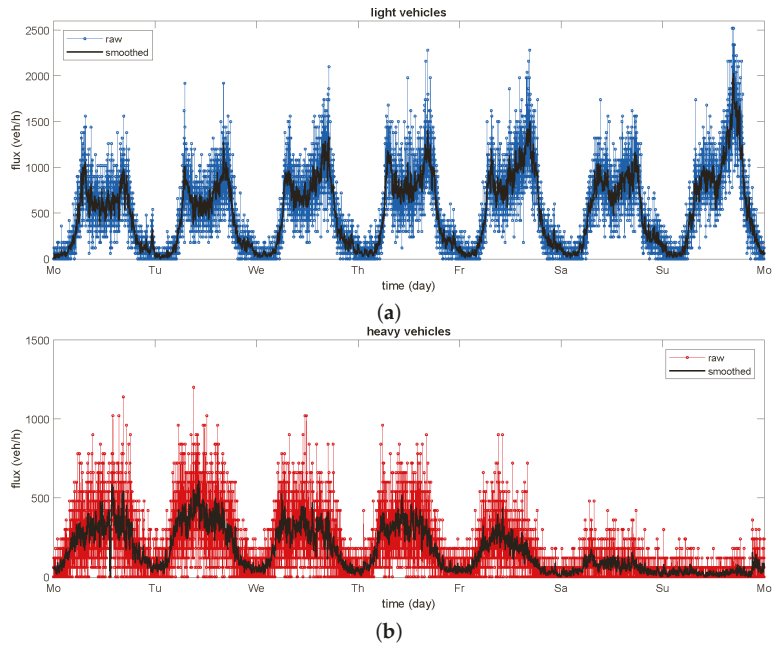 light vehicles
2500
2000
1500
1000
500
0
flux (veh/h)
raw
smoothed
Mo Tu We Th Fr Sa Su Mo
time (day)
(a)
heavy vehicles
1500
1000
500
0
flux (veh/h)
raw
smoothed
Mo Tu We Th Fr Sa Su Mo
time (day)
(b)